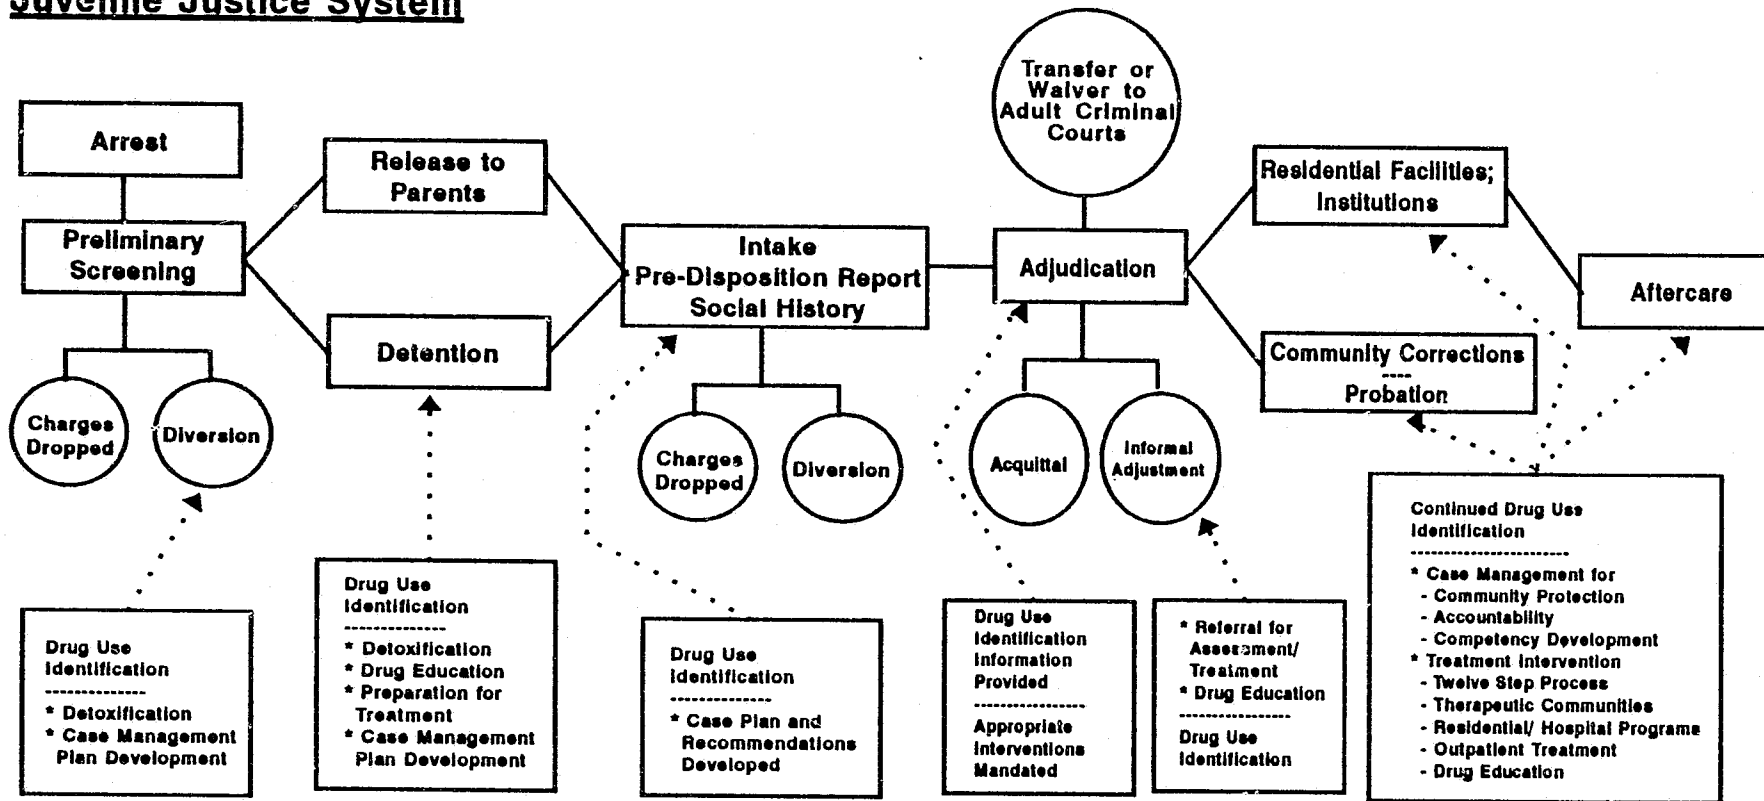 Juvenile Justice System
Arrest
Preliminary
Screening
Charges
Dropped
Diversion
Release to
Parents
Detention
Intake
Pre-Disposition Report
Social History
Charges
Dropped
Diversion
Transfer or
Waiver to
Adult Criminal
Courts
Adjudication
Acquittal
Informal
Adjustment
Residential Facilities;
Institutions
Community Corrections
----
Probation
Aftercare
Drug Use
Identification
--------------
* Detoxification
* Case Management
Plan Development
Drug Use
Identification
--------------
* Detoxification
* Drug Education
* Preparation for
Treatment
* Case Management
Plan Development
Drug Use
Identification
--------------
* Case Plan and
Recommendations
Developed
Drug Use
Identification
Information
Provided
----------------
Appropriate
Interventions
Mandated
* Referral for
Assessment/
Treatment
* Drug Education
----------------
Drug Use
Identification
Continued Drug Use
Identification
------------------------
* Case Management for
- Community Protection
- Accountability
- Competency Development
* Treatment Intervention
- Twelve Step Process
- Therapeutic Communities
- Residential/ Hospital Programs
- Outpatient Treatment
- Drug Education